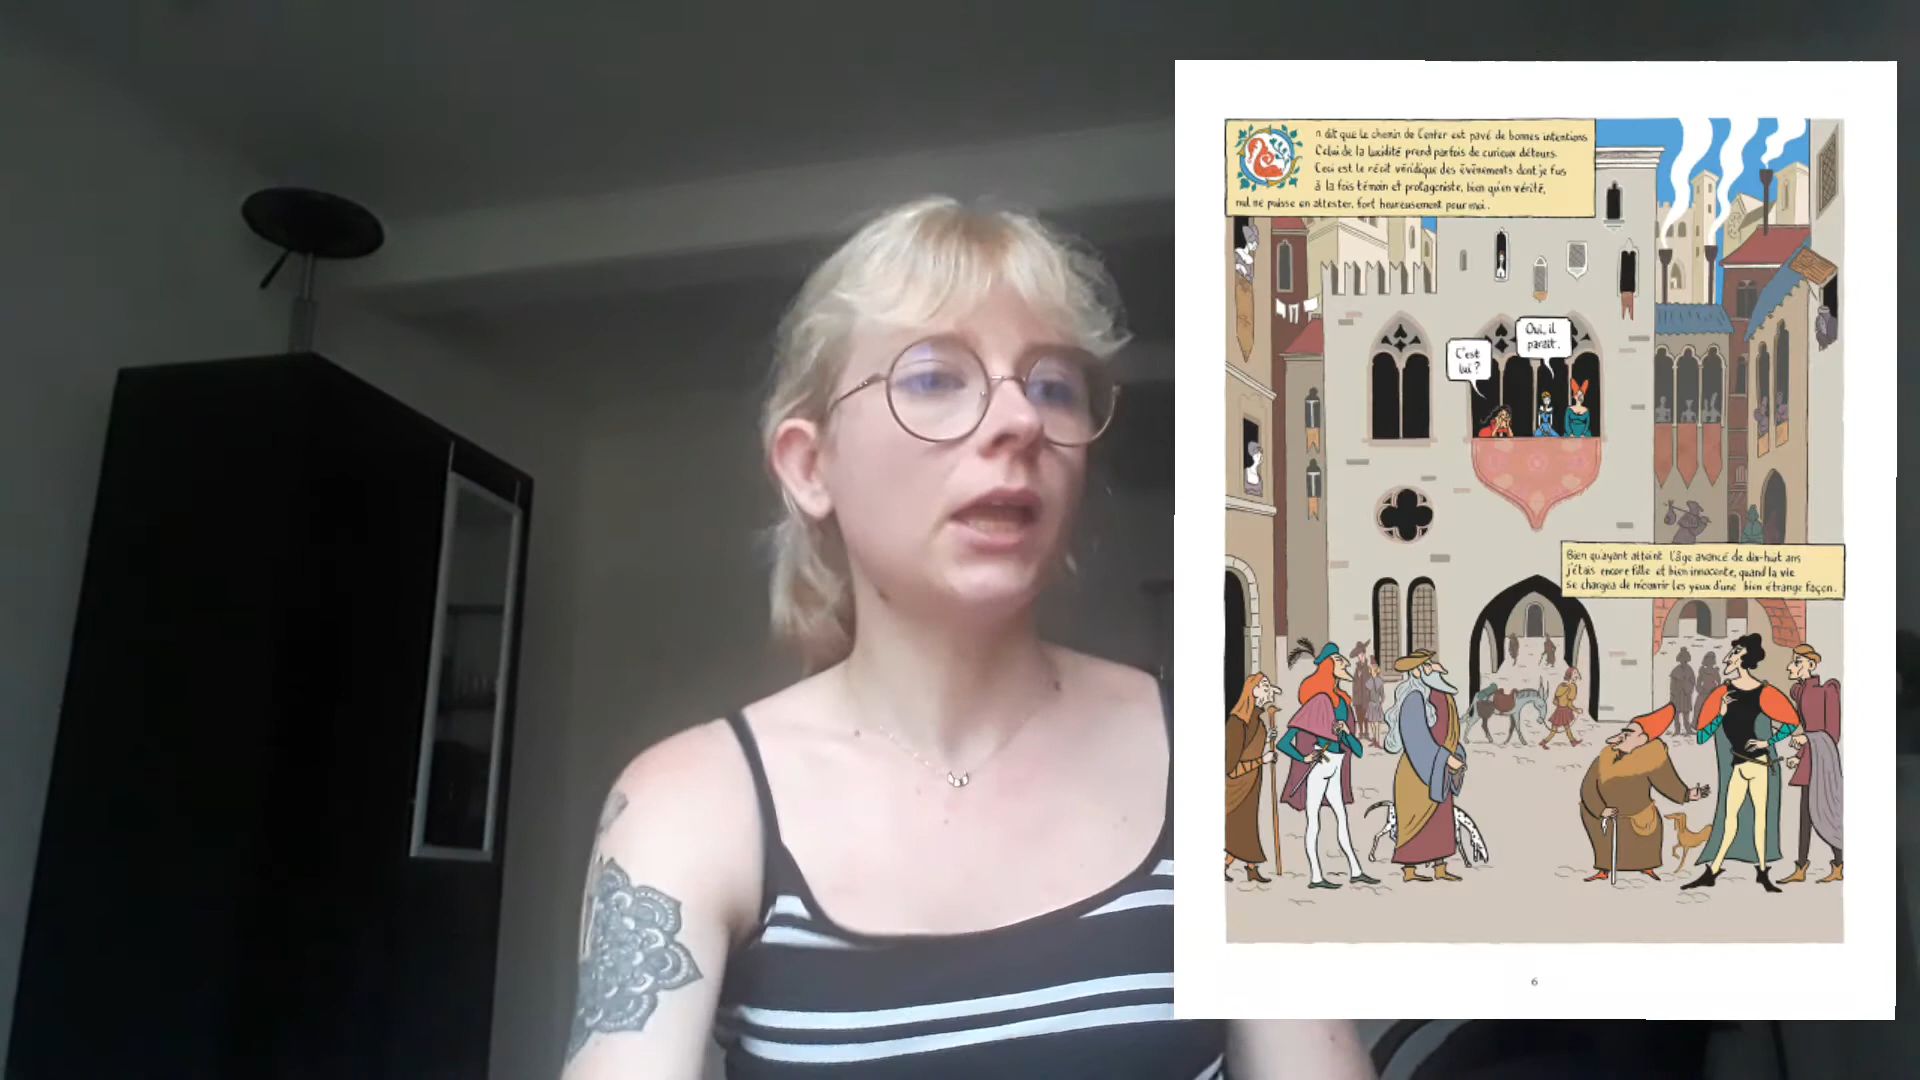 n dit que le chemin de l'enfer est pavé de bonnes intentions
Celui de la lucidité prend parfois de curieux détours.
Ceci est le récit véridique des évènements dont je fus
à la fois témoin et protagoniste, bien qu'en vérité,
nul ne puisse en attester, fort heureusement pour moi.
C'est
lui ?
Oui, il
paraît.
Bien qu'ayant atteint l'âge avancé de dix-huit ans
j'étais encore fille et bien innocente, quand la vie
se chargea de m'ouvrir les yeux d'une bien étrange façon.
6